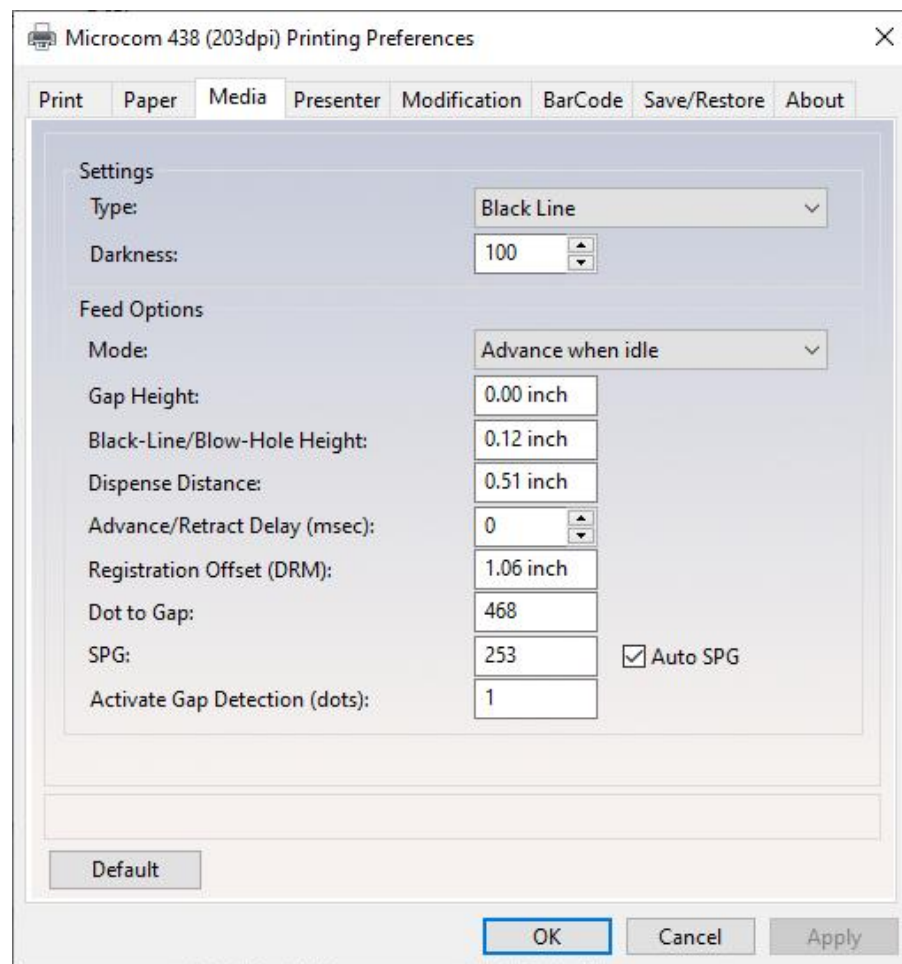 Microcom 438 (203dpi) Printing Preferences
Print Paper Media Presenter Modification BarCode Save/Restore About
Settings
Type: Black Line
Darkness: 100
Feed Options
Mode: Advance when idle
Gap Height: 0.00 inch
Black-Line/Blow-Hole Height: 0.12 inch
Dispense Distance: 0.51 inch
Advance/Retract Delay (msec): 0
Registration Offset (DRM): 1.06 inch
Dot to Gap: 468
SPG: 253 Auto SPG
Activate Gap Detection (dots): 1
Default
OK Cancel Apply